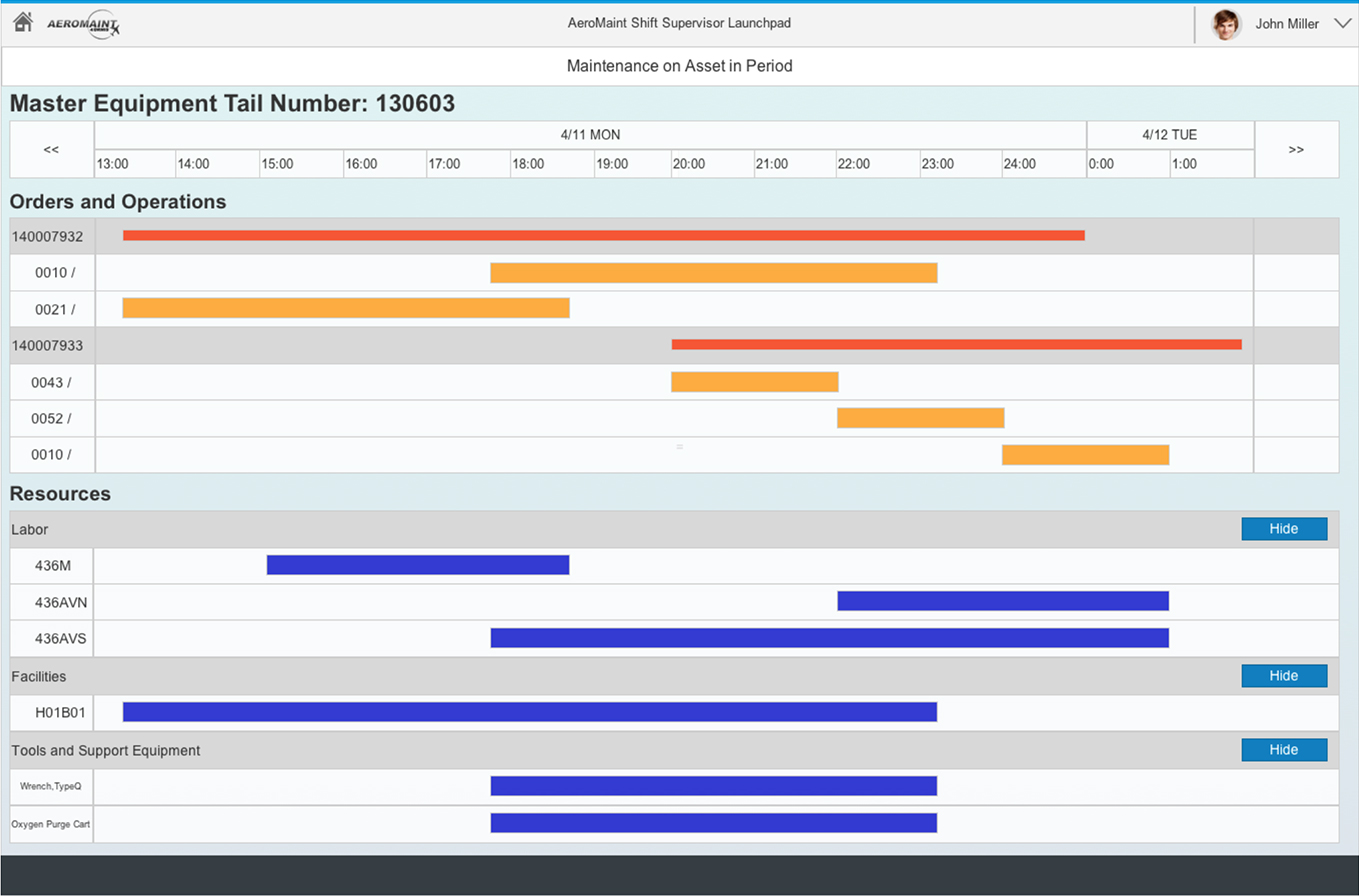 AEROMAINT
AeroMaint Shift Supervisor Launchpad
John Miller
Maintenance on Asset in Period
Master Equipment Tail Number: 130603
<< 4/11 MON 4/12 TUE >>
13:00 14:00 15:00 16:00 17:00 18:00 19:00 20:00 21:00 22:00 23:00 24:00 0:00 1:00
Orders and Operations
140007932
0010 /
0021 /
140007933
0043 /
0052 /
0010 /
Resources
Labor Hide
436M
436AVN
436AVS
Facilities Hide
H01B01
Tools and Support Equipment Hide
Wrench,TypeQ
Oxygen Purge Cart